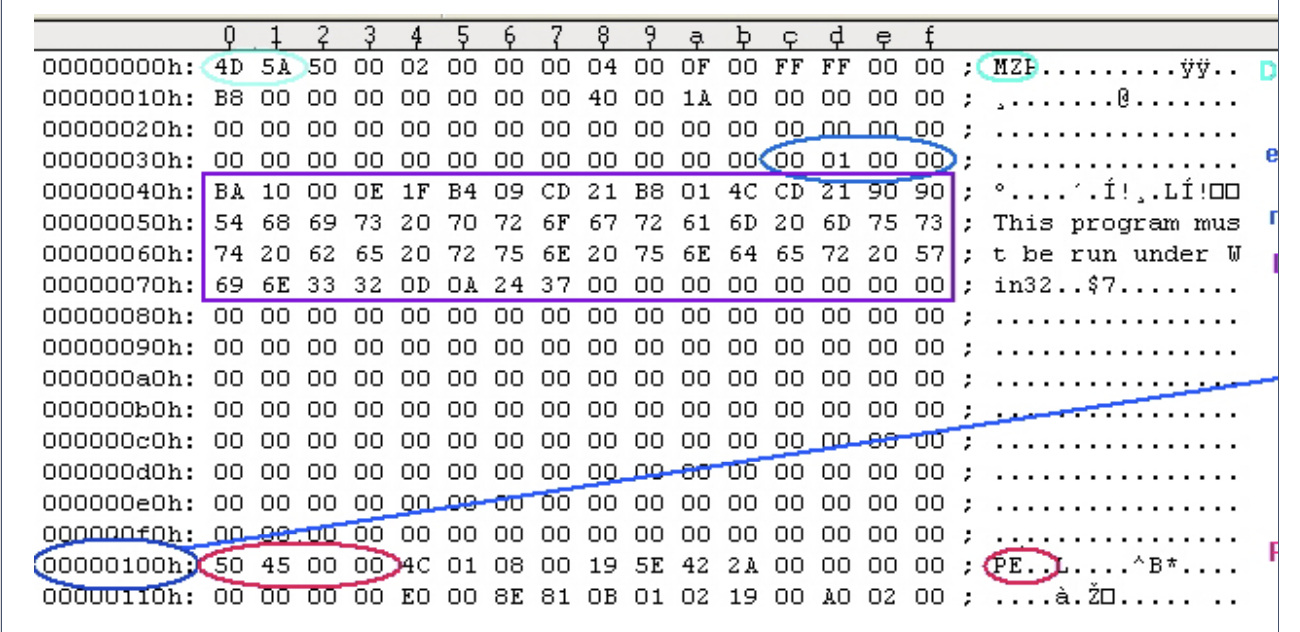 0 1 2 3 4 5 6 7 8 9 a b c d e f
00000000h: 4D 5A 50 00 02 00 00 00 04 00 0F 00 FF FF 00 00 ; MZP.........ÿÿ.. D
00000010h: B8 00 00 00 00 00 00 00 40 00 1A 00 00 00 00 00 ; ¸.......@.......
00000020h: 00 00 00 00 00 00 00 00 00 00 00 00 00 00 00 00 ; ................
00000030h: 00 00 00 00 00 00 00 00 00 00 00 00 00 01 00 00 ; ................ e
00000040h: BA 10 00 0E 1F B4 09 CD 21 B8 01 4C CD 21 90 90 ; º....´.Í!¸.LÍ!□□
00000050h: 54 68 69 73 20 70 72 6F 67 72 61 6D 20 6D 75 73 ; This program mus
00000060h: 74 20 62 65 20 72 75 6E 20 75 6E 64 65 72 20 57 ; t be run under W
00000070h: 69 6E 33 32 0D 0A 24 37 00 00 00 00 00 00 00 00 ; in32..$7........
00000080h: 00 00 00 00 00 00 00 00 00 00 00 00 00 00 00 00 ; ................
00000090h: 00 00 00 00 00 00 00 00 00 00 00 00 00 00 00 00 ; ................
000000a0h: 00 00 00 00 00 00 00 00 00 00 00 00 00 00 00 00 ; ................
000000b0h: 00 00 00 00 00 00 00 00 00 00 00 00 00 00 00 00 ; ................
000000c0h: 00 00 00 00 00 00 00 00 00 00 00 00 00 00 00 00 ; ................
000000d0h: 00 00 00 00 00 00 00 00 00 00 00 00 00 00 00 00 ; ................
000000e0h: 00 00 00 00 00 00 00 00 00 00 00 00 00 00 00 00 ; ................
000000f0h: 00 00 00 00 00 00 00 00 00 00 00 00 00 00 00 00 ; ................
00000100h: 50 45 00 00 4C 01 08 00 19 5E 42 2A 00 00 00 00 ; PE..L....^B*....
00000110h: 00 00 00 00 E0 00 8E 81 0B 01 02 19 00 A0 02 00 ; ....à.Ž□..... ..